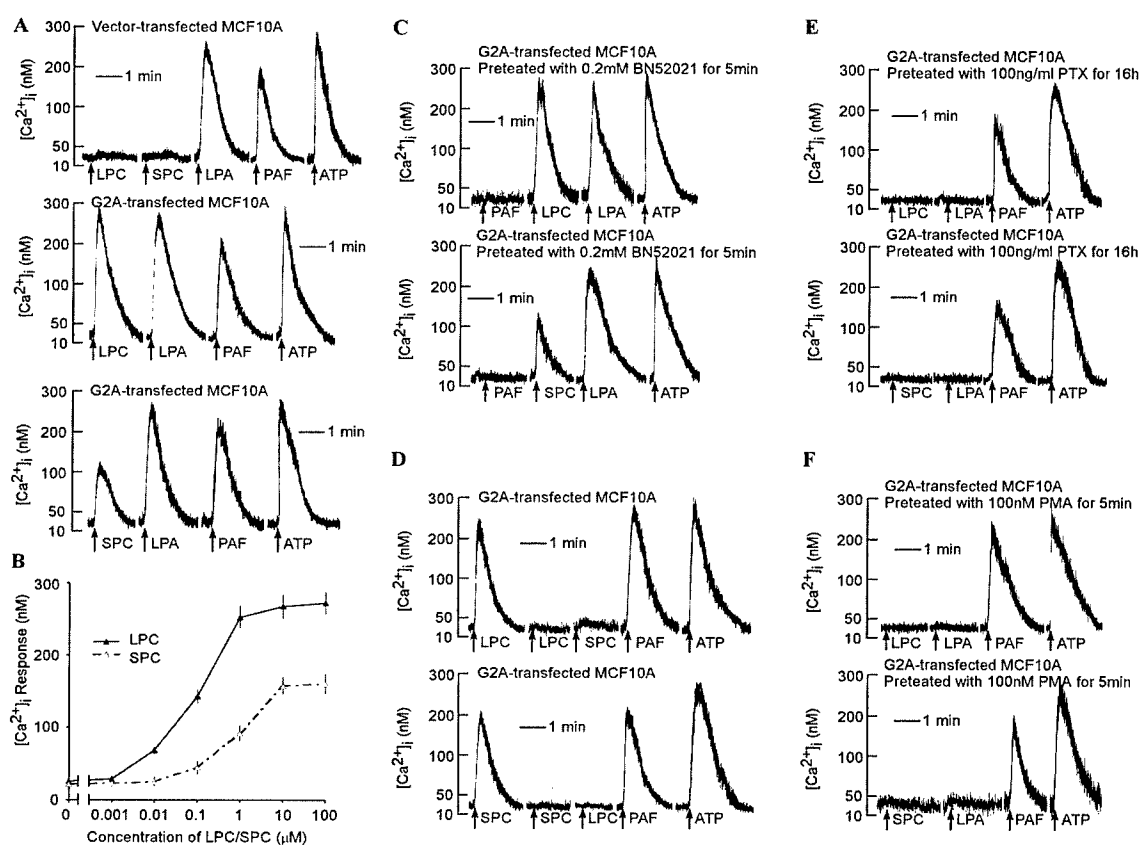 A
Vector-transfected MCF10A
[Ca2+]i (nM)
300
200
100
50
10
1 min
LPC
SPC
LPA
PAF
ATP
G2A-transfected MCF10A
[Ca2+]i (nM)
300
200
100
50
10
1 min
LPC
LPA
PAF
ATP
G2A-transfected MCF10A
[Ca2+]i (nM)
300
200
100
50
10
1 min
SPC
LPA
PAF
ATP
B
[Ca2+]i Response (nM)
300
200
100
0
LPC
SPC
0 0.001 0.01 0.1 1 10 100
Concentration of LPC/SPC (µM)
C
G2A-transfected MCF10A
Preteated with 0.2mM BN52021 for 5min
[Ca2+]i (nM)
300
200
100
50
10
1 min
PAF
LPC
LPA
ATP
G2A-transfected MCF10A
Preteated with 0.2mM BN52021 for 5min
[Ca2+]i (nM)
300
200
100
50
10
1 min
PAF
SPC
LPA
ATP
D
G2A-transfected MCF10A
[Ca2+]i (nM)
300
200
100
50
10
1 min
LPC
LPC
SPC
PAF
ATP
G2A-transfected MCF10A
[Ca2+]i (nM)
300
200
100
50
10
1 min
SPC
SPC
LPC
PAF
ATP
E
G2A-transfected MCF10A
Preteated with 100ng/ml PTX for 16h
[Ca2+]i (nM)
300
200
100
50
10
1 min
LPC
LPA
PAF
ATP
G2A-transfected MCF10A
Preteated with 100ng/ml PTX for 16h
[Ca2+]i (nM)
300
200
100
50
10
1 min
SPC
LPA
PAF
ATP
F
G2A-transfected MCF10A
Preteated with 100nM PMA for 5min
[Ca2+]i (nM)
300
200
100
50
10
1 min
LPC
LPA
PAF
ATP
G2A-transfected MCF10A
Preteated with 100nM PMA for 5min
[Ca2+]i (nM)
300
200
100
50
10
1 min
SPC
LPA
PAF
ATP